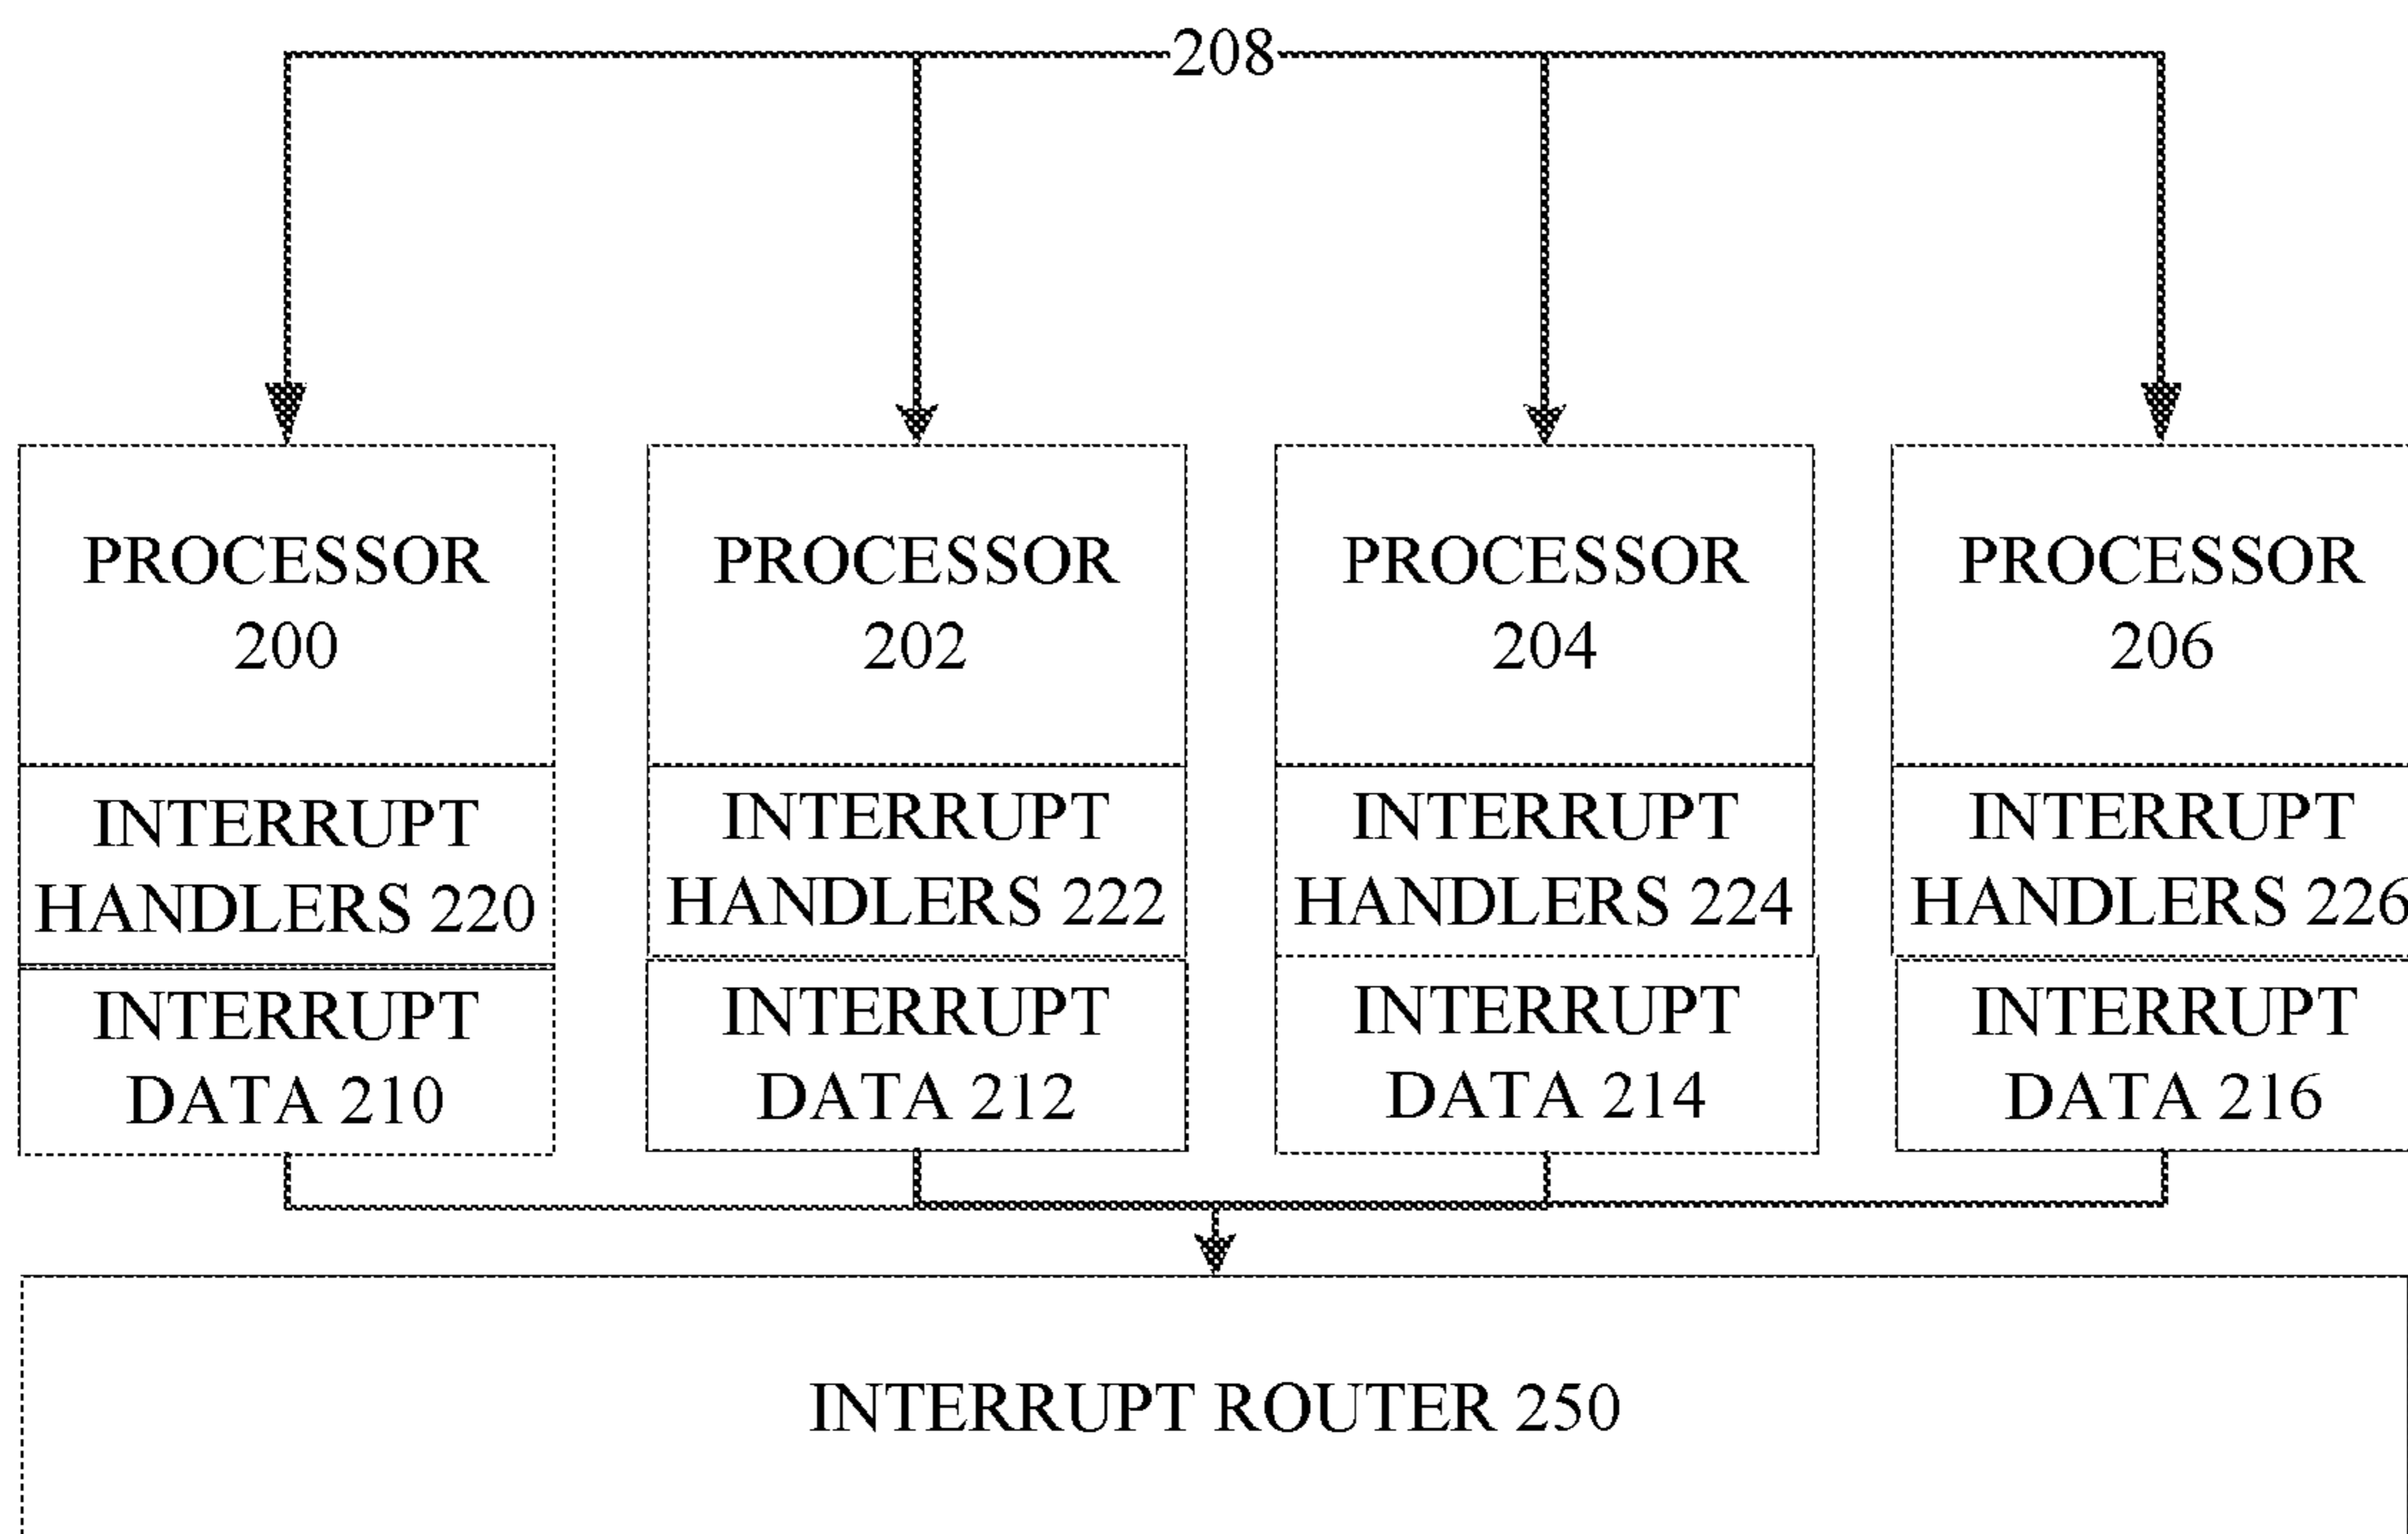 208
PROCESSOR
200
PROCESSOR
202
PROCESSOR
204
PROCESSOR
206
INTERRUPT
HANDLERS 220
INTERRUPT
HANDLERS 222
INTERRUPT
HANDLERS 224
INTERRUPT
HANDLERS 226
INTERRUPT
DATA 210
INTERRUPT
DATA 212
INTERRUPT
DATA 214
INTERRUPT
DATA 216
INTERRUPT ROUTER 250